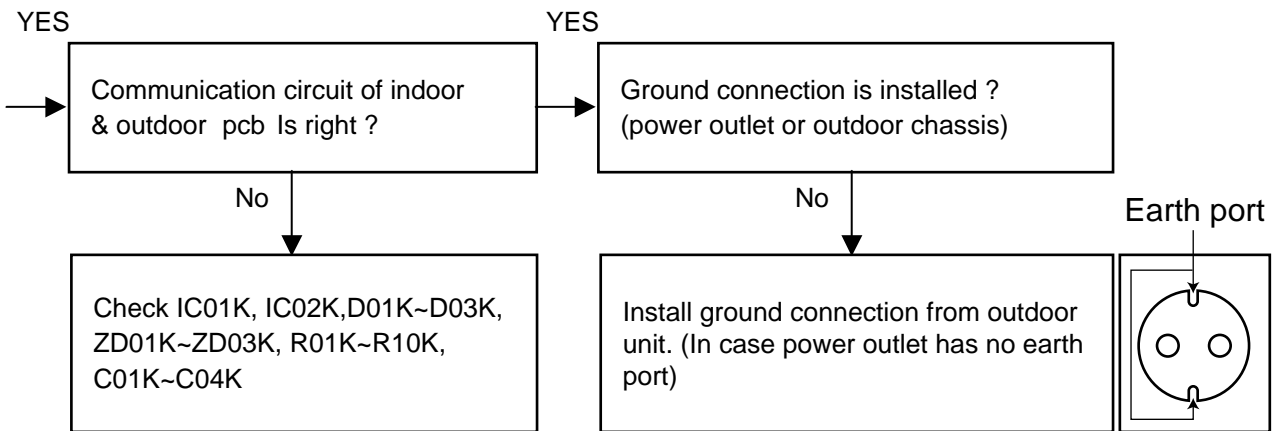 YES
YES
Communication circuit of indoor
& outdoor pcb Is right ?
Ground connection is installed ?
(power outlet or outdoor chassis)
No
No
Earth port
Check IC01K, IC02K,D01K~D03K,
ZD01K~ZD03K, R01K~R10K,
C01K~C04K
Install ground connection from outdoor
unit. (In case power outlet has no earth
port)